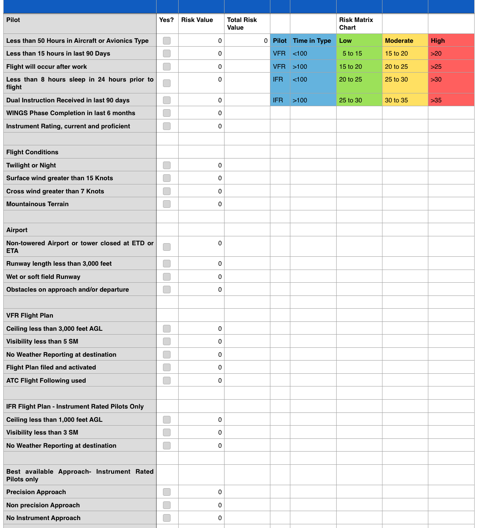 Pilot Yes? Risk Value Total Risk Value Risk Matrix Chart
Less than 50 Hours in Aircraft or Avionics Type 0 0 Pilot Time in Type Low Moderate High
Less than 15 hours in last 90 Days 0 VFR <100 5 to 15 15 to 20 >20
Flight will occur after work 0 VFR >100 15 to 20 20 to 25 >25
Less than 8 hours sleep in 24 hours prior to flight 0 IFR <100 20 to 25 25 to 30 >30
Dual Instruction Received in last 90 days 0 IFR >100 25 to 30 30 to 35 >35
WINGS Phase Completion in last 6 months 0
Instrument Rating, current and proficient 0
Flight Conditions
Twilight or Night 0
Surface wind greater than 15 Knots 0
Cross wind greater than 7 Knots 0
Mountainous Terrain 0
Airport
Non-towered Airport or tower closed at ETD or ETA 0
Runway length less than 3,000 feet 0
Wet or soft field Runway 0
Obstacles on approach and/or departure 0
VFR Flight Plan
Ceiling less than 3,000 feet AGL 0
Visibility less than 5 SM 0
No Weather Reporting at destination 0
Flight Plan filed and activated 0
ATC Flight Following used 0
IFR Flight Plan - Instrument Rated Pilots Only
Ceiling less than 1,000 feet AGL 0
Visibility less than 3 SM 0
No Weather Reporting at destination 0
Best available Approach- Instrument Rated Pilots only
Precision Approach 0
Non precision Approach 0
No Instrument Approach 0